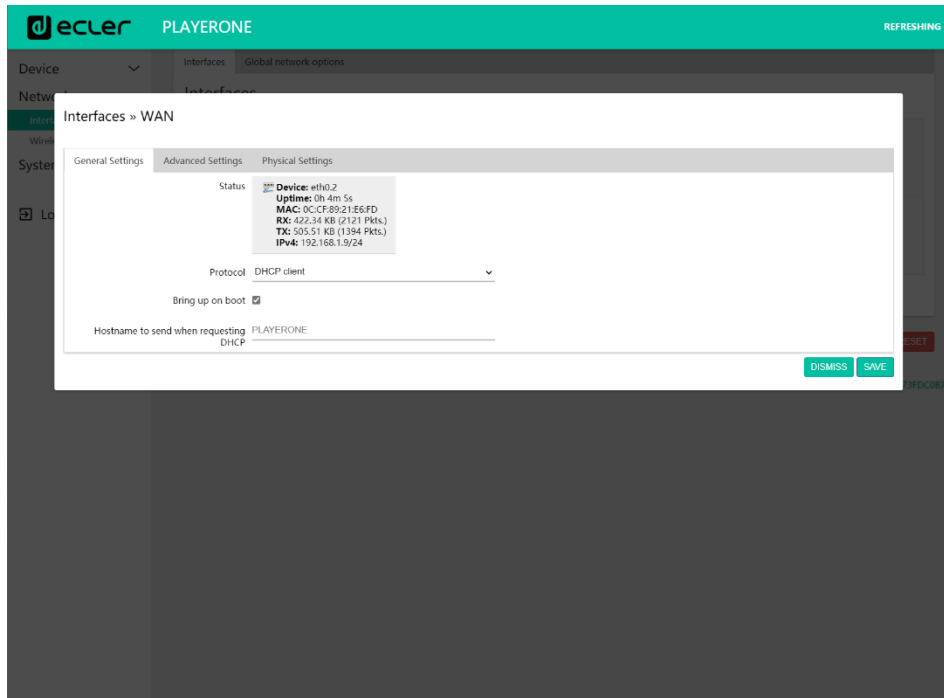 ecler PLAYERONE REFRESHING
Device
Interfaces Global network options
Interfaces
Interfaces » WAN
General Settings Advanced Settings Physical Settings
Status
Device: eth0.2
Uptime: 0h 4m 5s
MAC: 0C:CF:89:21:E6:FD
RX: 422.34 KB (2121 Pkts.)
TX: 505.51 KB (1394 Pkts.)
IPv4: 192.168.1.9/24
Protocol DHCP client
Bring up on boot
Hostname to send when requesting DHCP
PLAYERONE
DISMISS SAVE